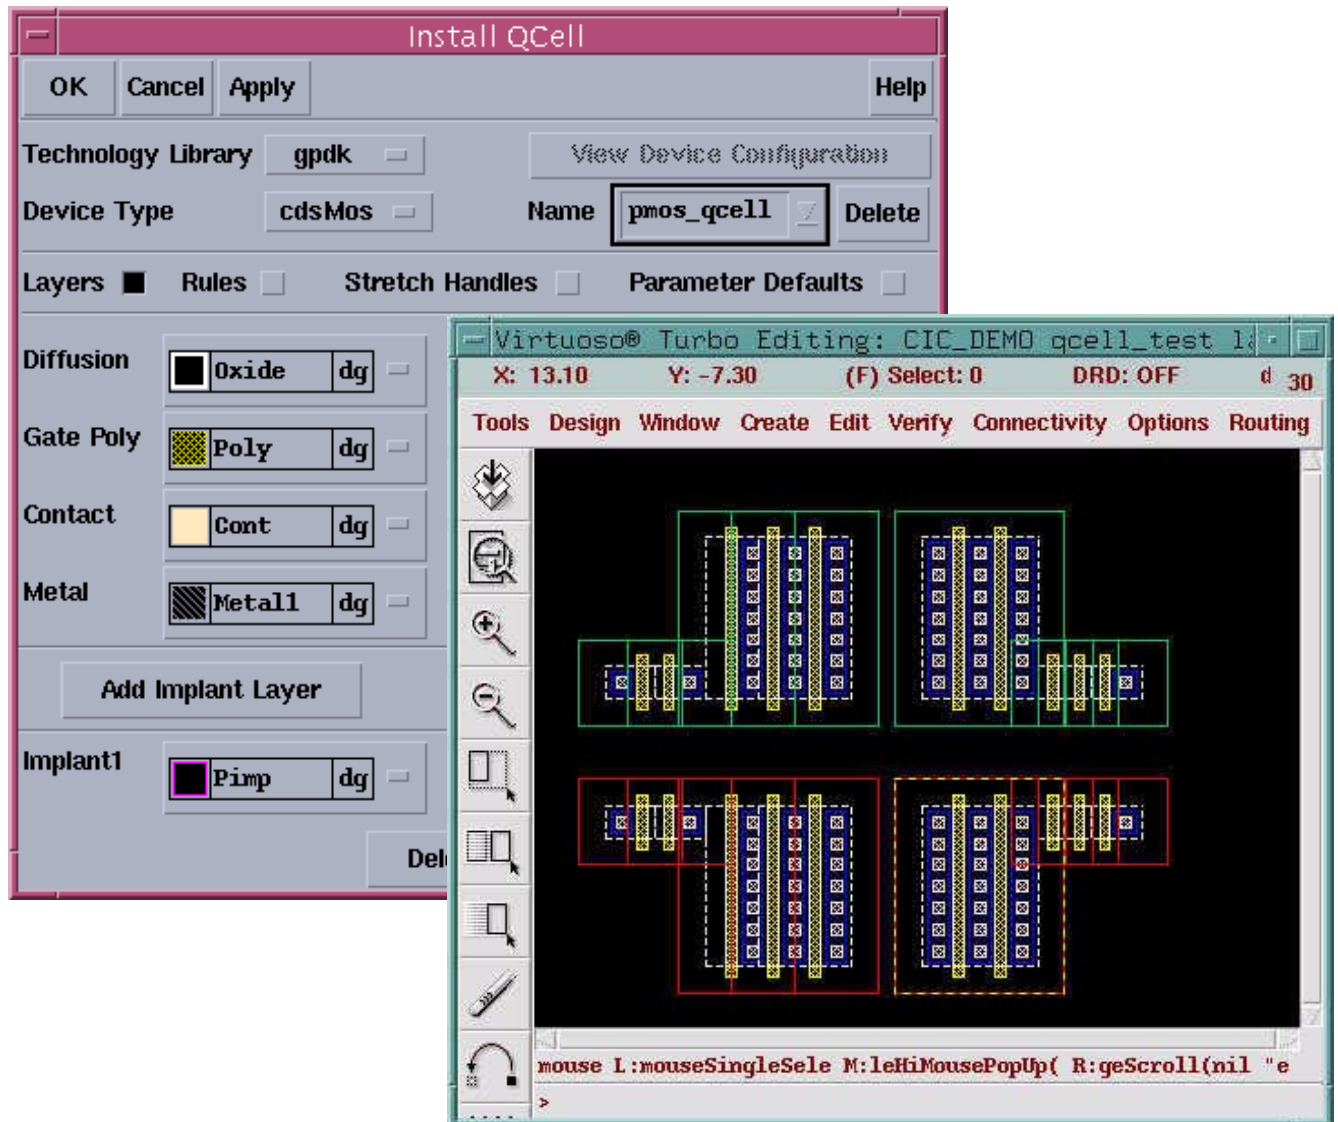 Install QCell
OK Cancel Apply Help
Technology Library gpdk View Device Configuration
Device Type cdsMos Name pmos_qcell Delete
Layers Rules Stretch Handles Parameter Defaults
Diffusion Oxide dg
Gate Poly Poly dg
Contact Cont dg
Metal Metal1 dg
Add Implant Layer
Implant1 Pimp dg
Virtuoso® Turbo Editing: CIC_DEMO qcell_test
X: 13.10 Y: -7.30 (F) Select: 0 DRD: OFF d 30
Tools Design Window Create Edit Verify Connectivity Options Routing
mouse L:mouseSingleSele M:leHiMousePopUp( R:geScroll(nil "e
>